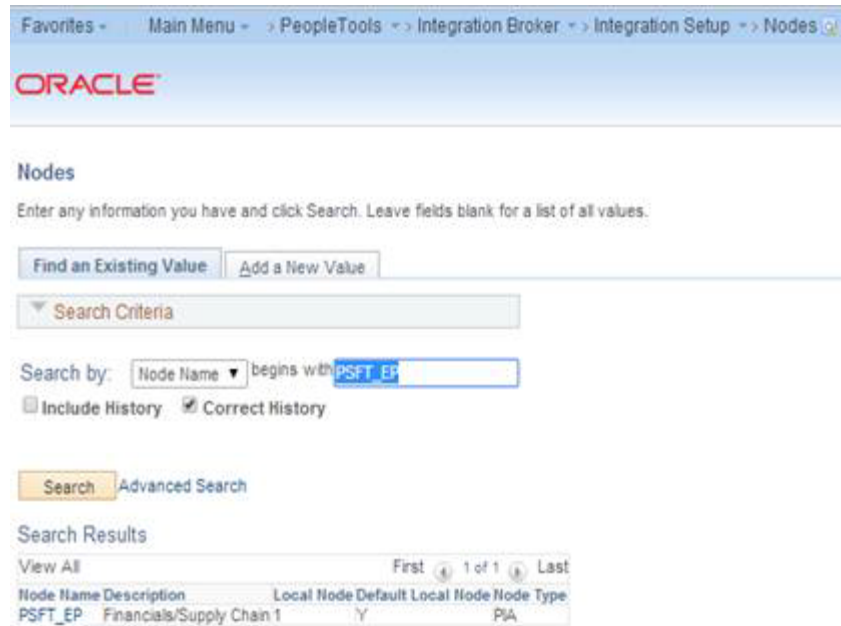 Favorites Main Menu > PeopleTools > Integration Broker > Integration Setup > Nodes
ORACLE
Nodes
Enter any information you have and click Search. Leave fields blank for a list of all values.
Find an Existing Value Add a New Value
Search Criteria
Search by: Node Name begins with PSFT_EP
Include History Correct History
Search Advanced Search
Search Results
View All First 1 of 1 Last
Node Name Description Local Node Default Local Node Node Type
PSFT_EP Financials/Supply Chain 1 Y PIA